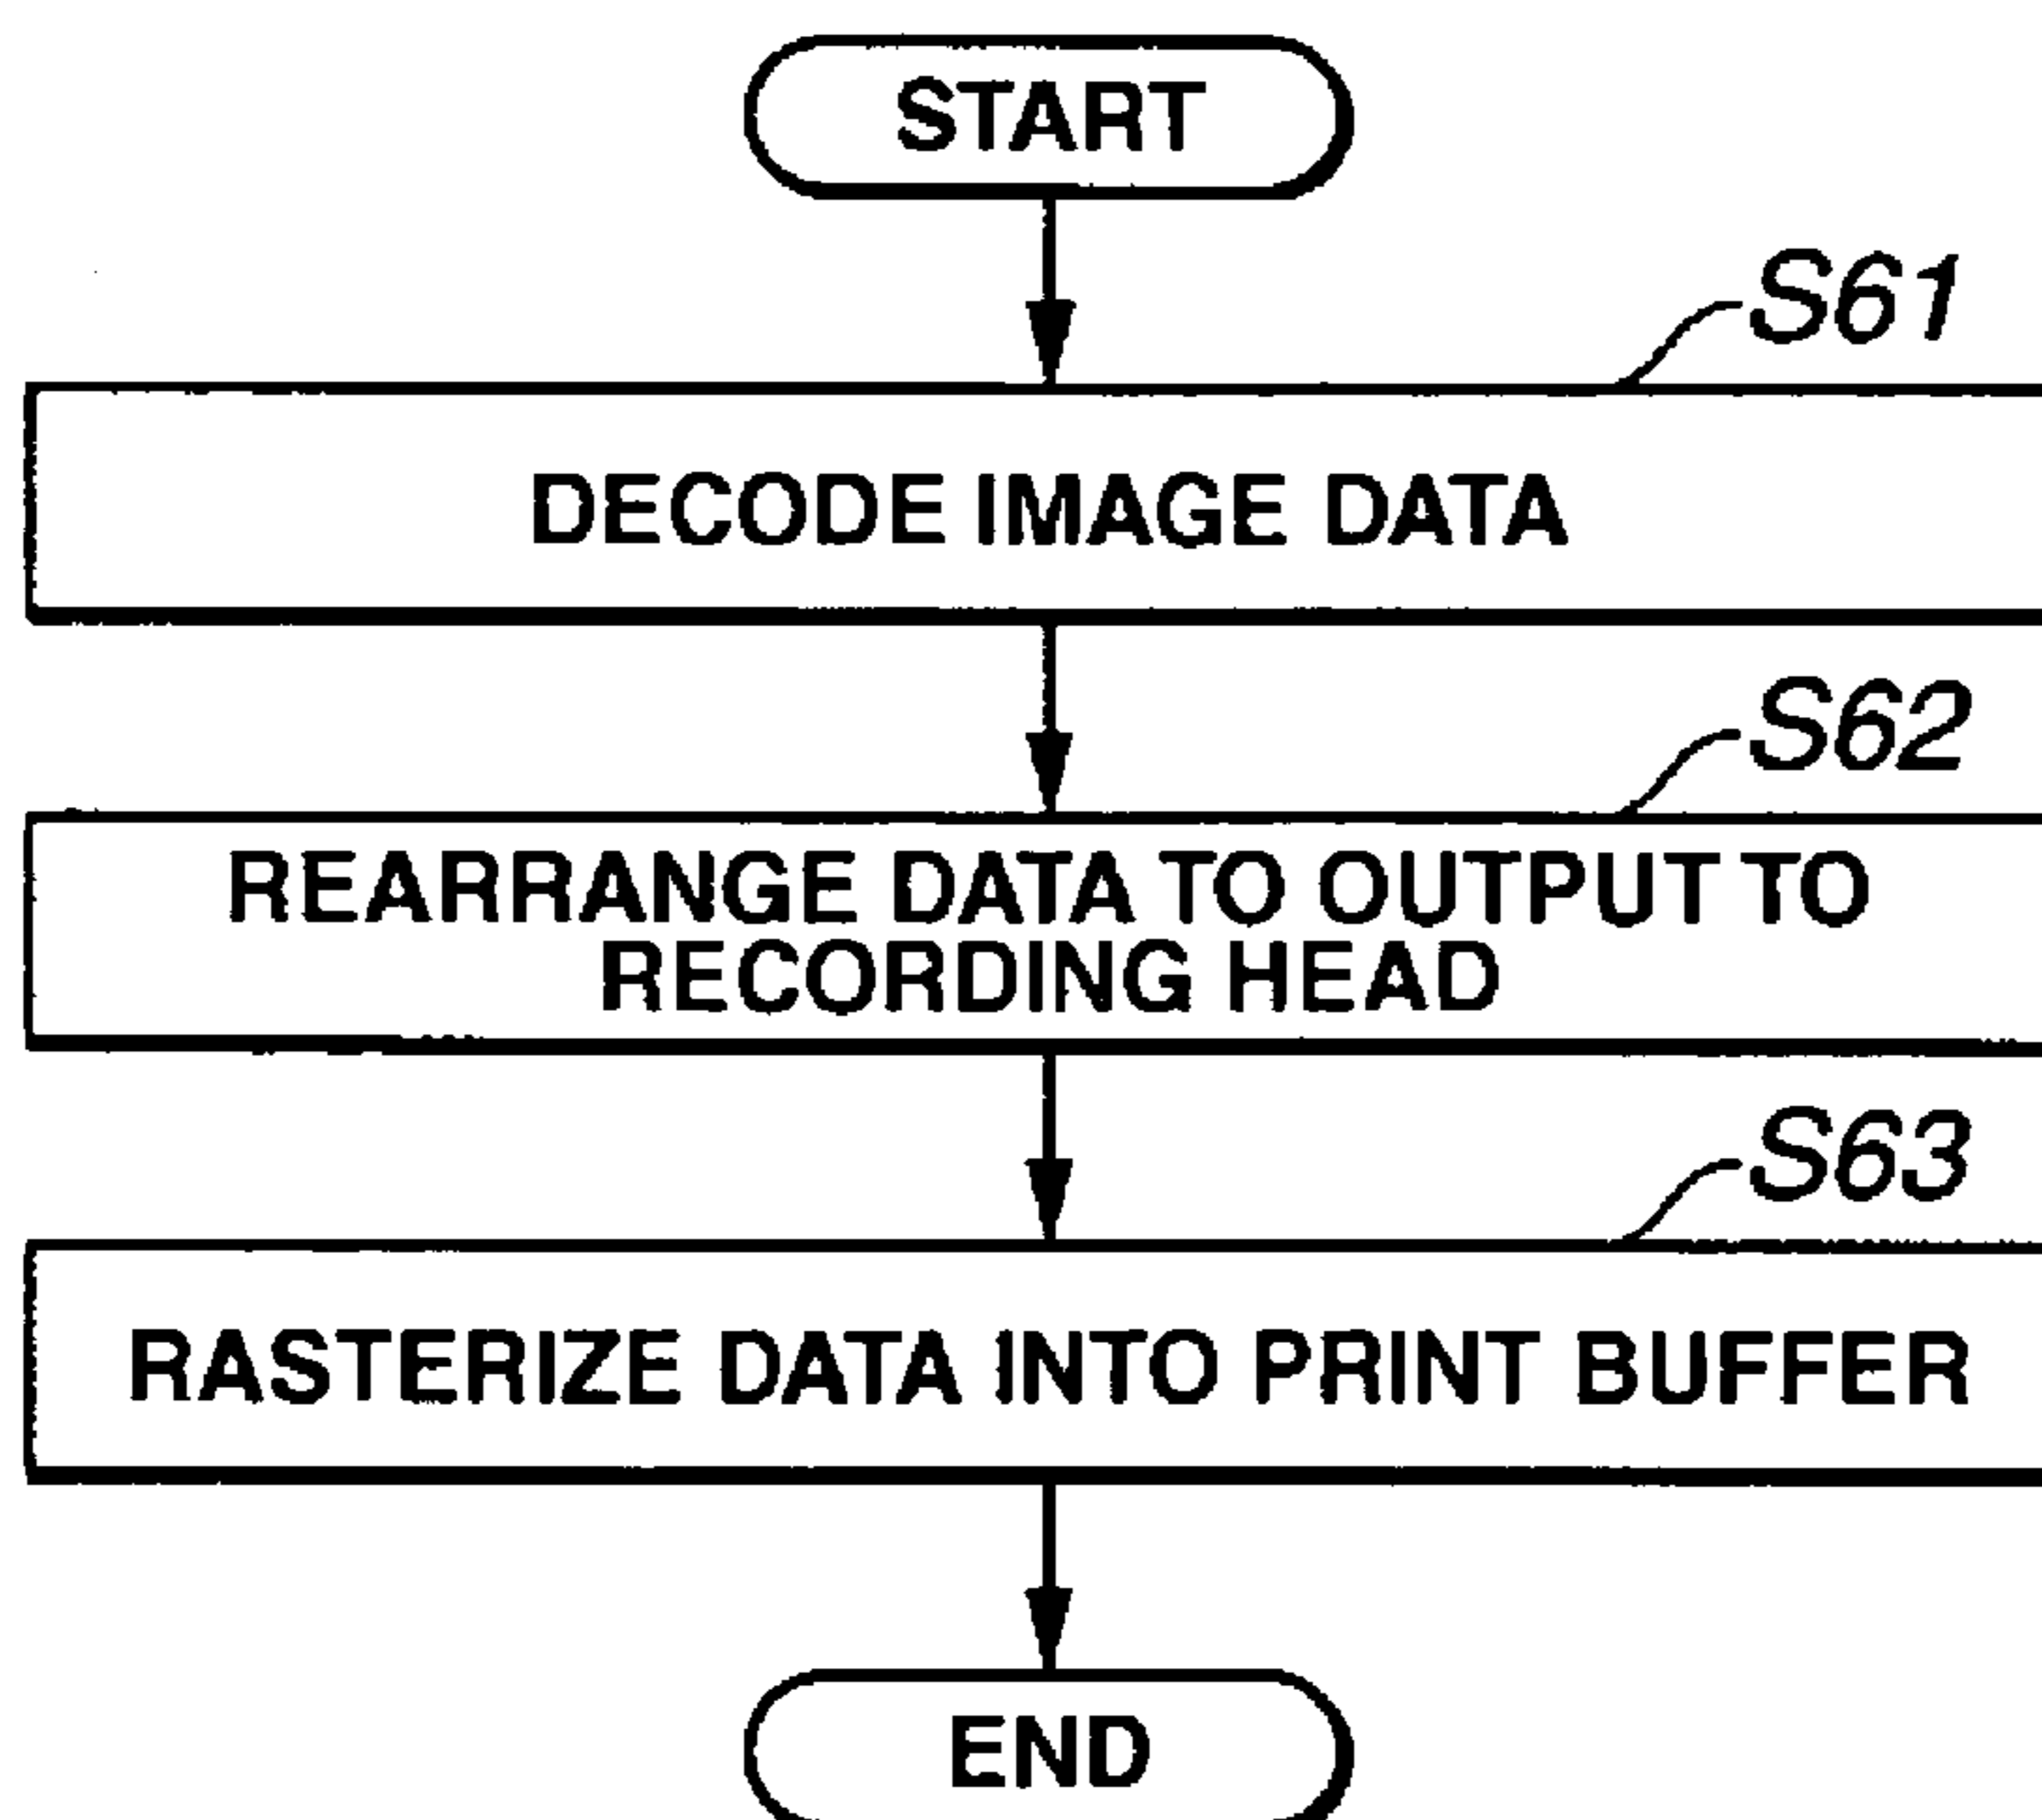 START
S61
DECODE IMAGE DATA
S62
REARRANGE DATA TO OUTPUT TO
RECORDING HEAD
S63
RASTERIZE DATA INTO PRINT BUFFER
END